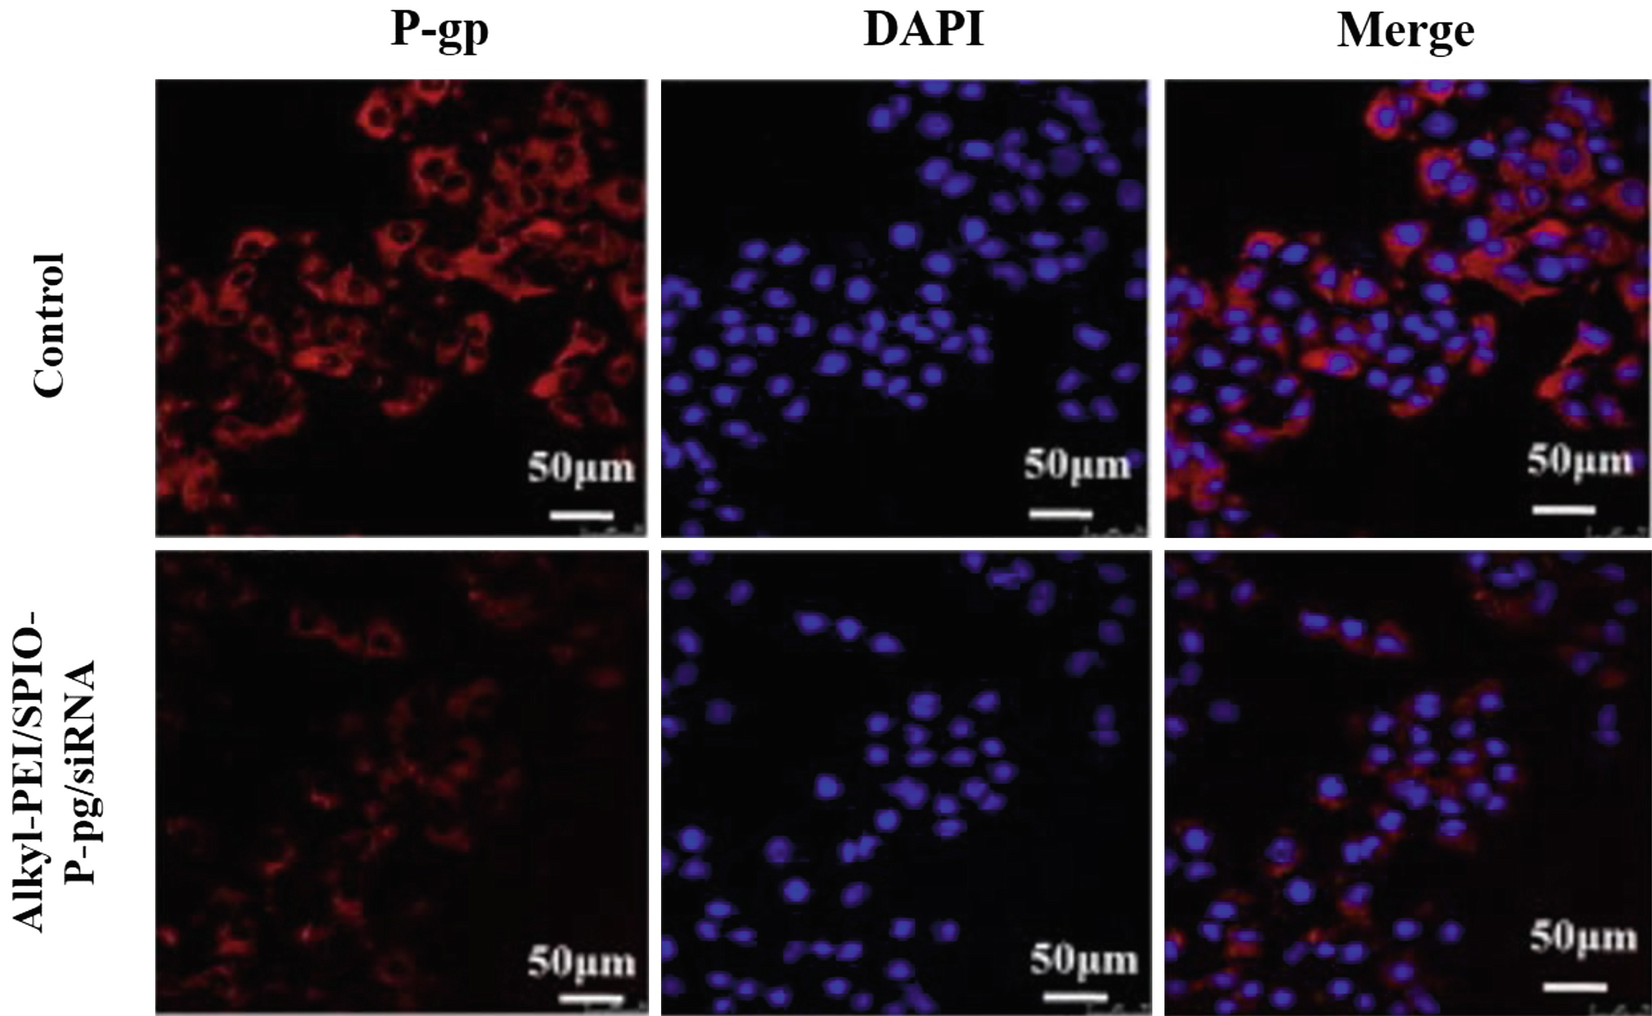 P-gp
DAPI
Merge
Control
50μm
50μm
50μm
Alkyl-PEI/SPIO-
P-pg/siRNA
50μm
50μm
50μm